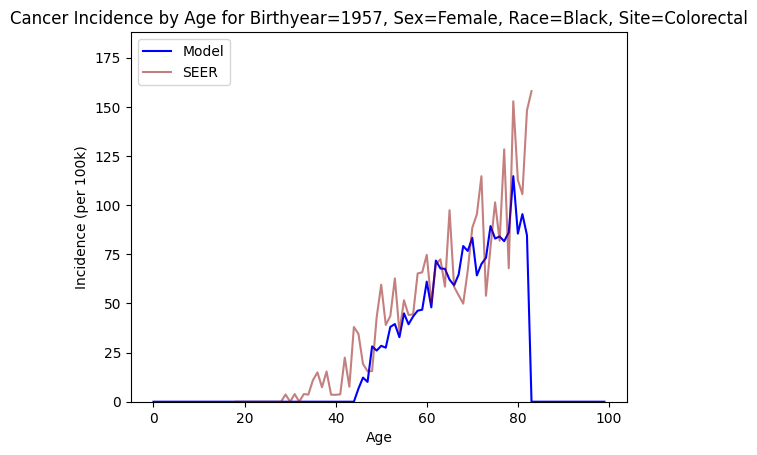 Cancer Incidence by Age for Birthyear=1957, Sex=Female, Race=Black, Site=Colorectal
Model
SEER
175
150
125
100
75
50
25
0
Incidence (per 100k)
0 20 40 60 80 100
Age